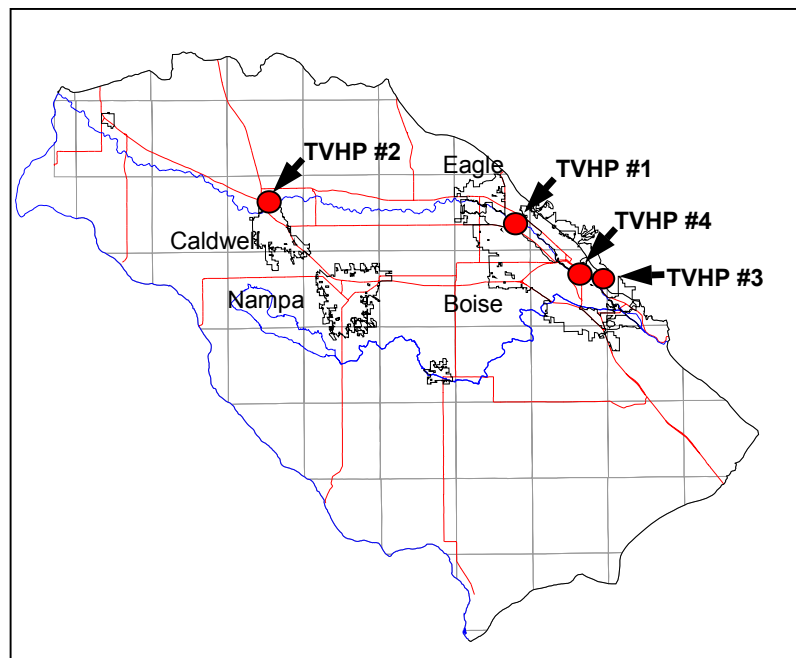 TVHP #2
Eagle
TVHP #1
TVHP #4
Caldwell
TVHP #3
Nampa
Boise